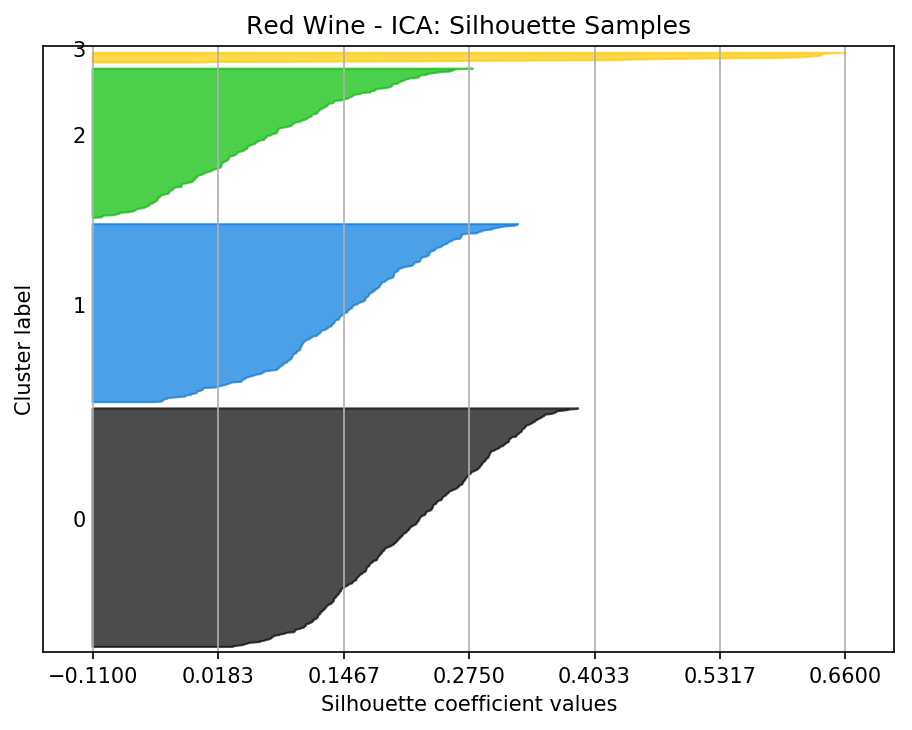 Red Wine - ICA: Silhouette Samples
3
2
1
0
Cluster label
−0.1100 0.0183 0.1467 0.2750 0.4033 0.5317 0.6600
Silhouette coefficient values